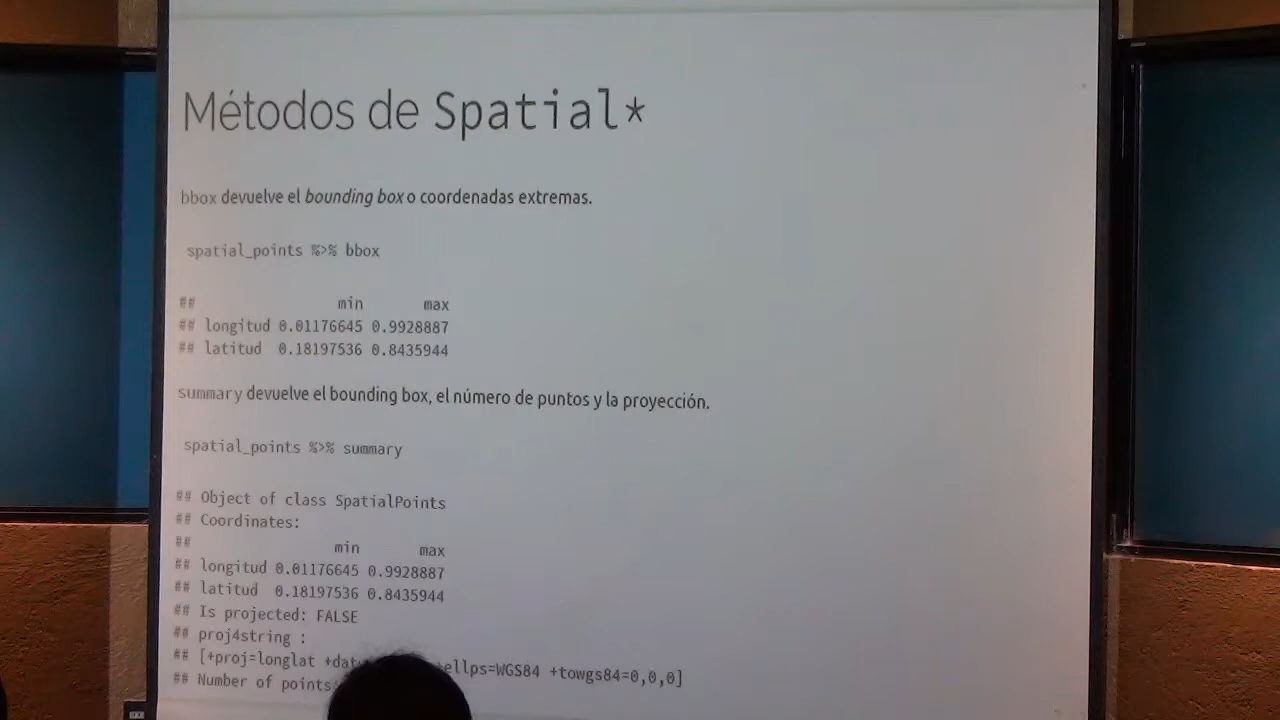 Métodos de Spatial*
bbox devuelve el bounding box o coordenadas extremas.
spatial_points %>% bbox
## min max
## longitud 0.01176645 0.9928887
## latitud 0.18197536 0.8435944
summary devuelve el bounding box, el número de puntos y la proyección.
spatial_points %>% summary
## Object of class SpatialPoints
## Coordinates:
## min max
## longitud 0.01176645 0.9928887
## latitud 0.18197536 0.8435944
## Is projected: FALSE
## proj4string :
## [+proj=longlat +ellps=WGS84 +towgs84=0,0,0]
## Number of points